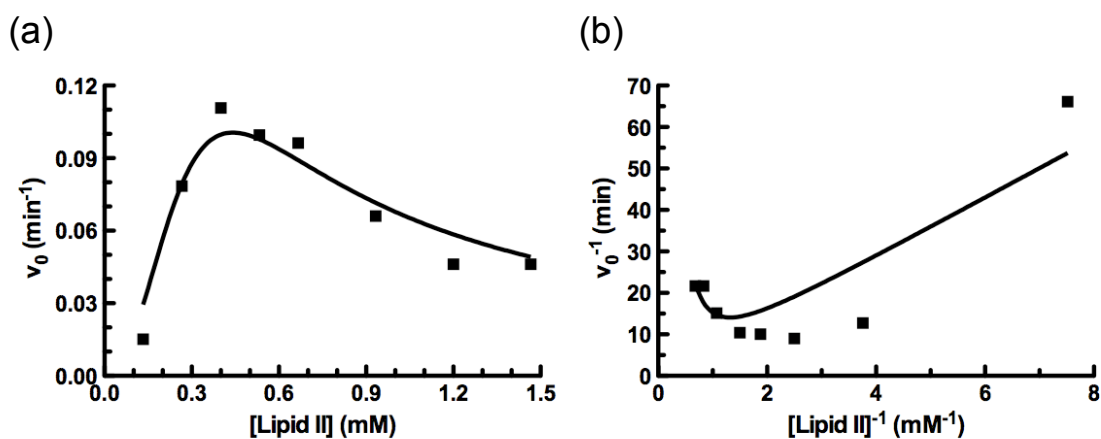 (a)
v₀ (min⁻¹)
0.12
0.09
0.06
0.03
0.00
0.0 0.3 0.6 0.9 1.2 1.5
[Lipid II] (mM)
(b)
v₀⁻¹ (min)
70
60
50
40
30
20
10
0
0 2 4 6 8
[Lipid II]⁻¹ (mM⁻¹)